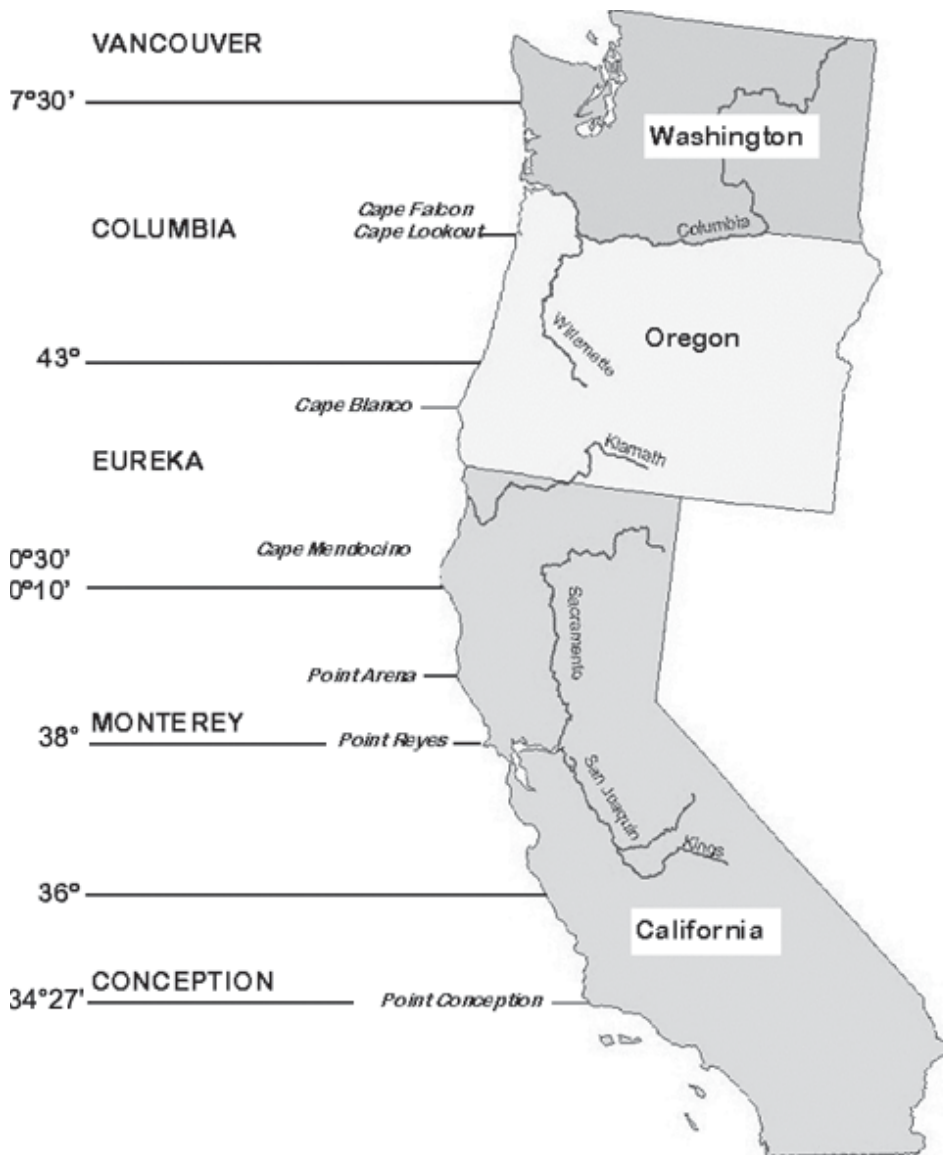 VANCOUVER
7°30'
Washington
Cape Falcon
COLUMBIA
Cape Lookout
Columbia
Willamette
Oregon
43°
Cape Blanco
EUREKA
Klamath
Cape Mendocino
0°30'
0°10'
Sacramento
Point Arena
MONTEREY
38°
Point Reyes
San Joaquin
Kings
36°
California
CONCEPTION
34°27'
Point Conception